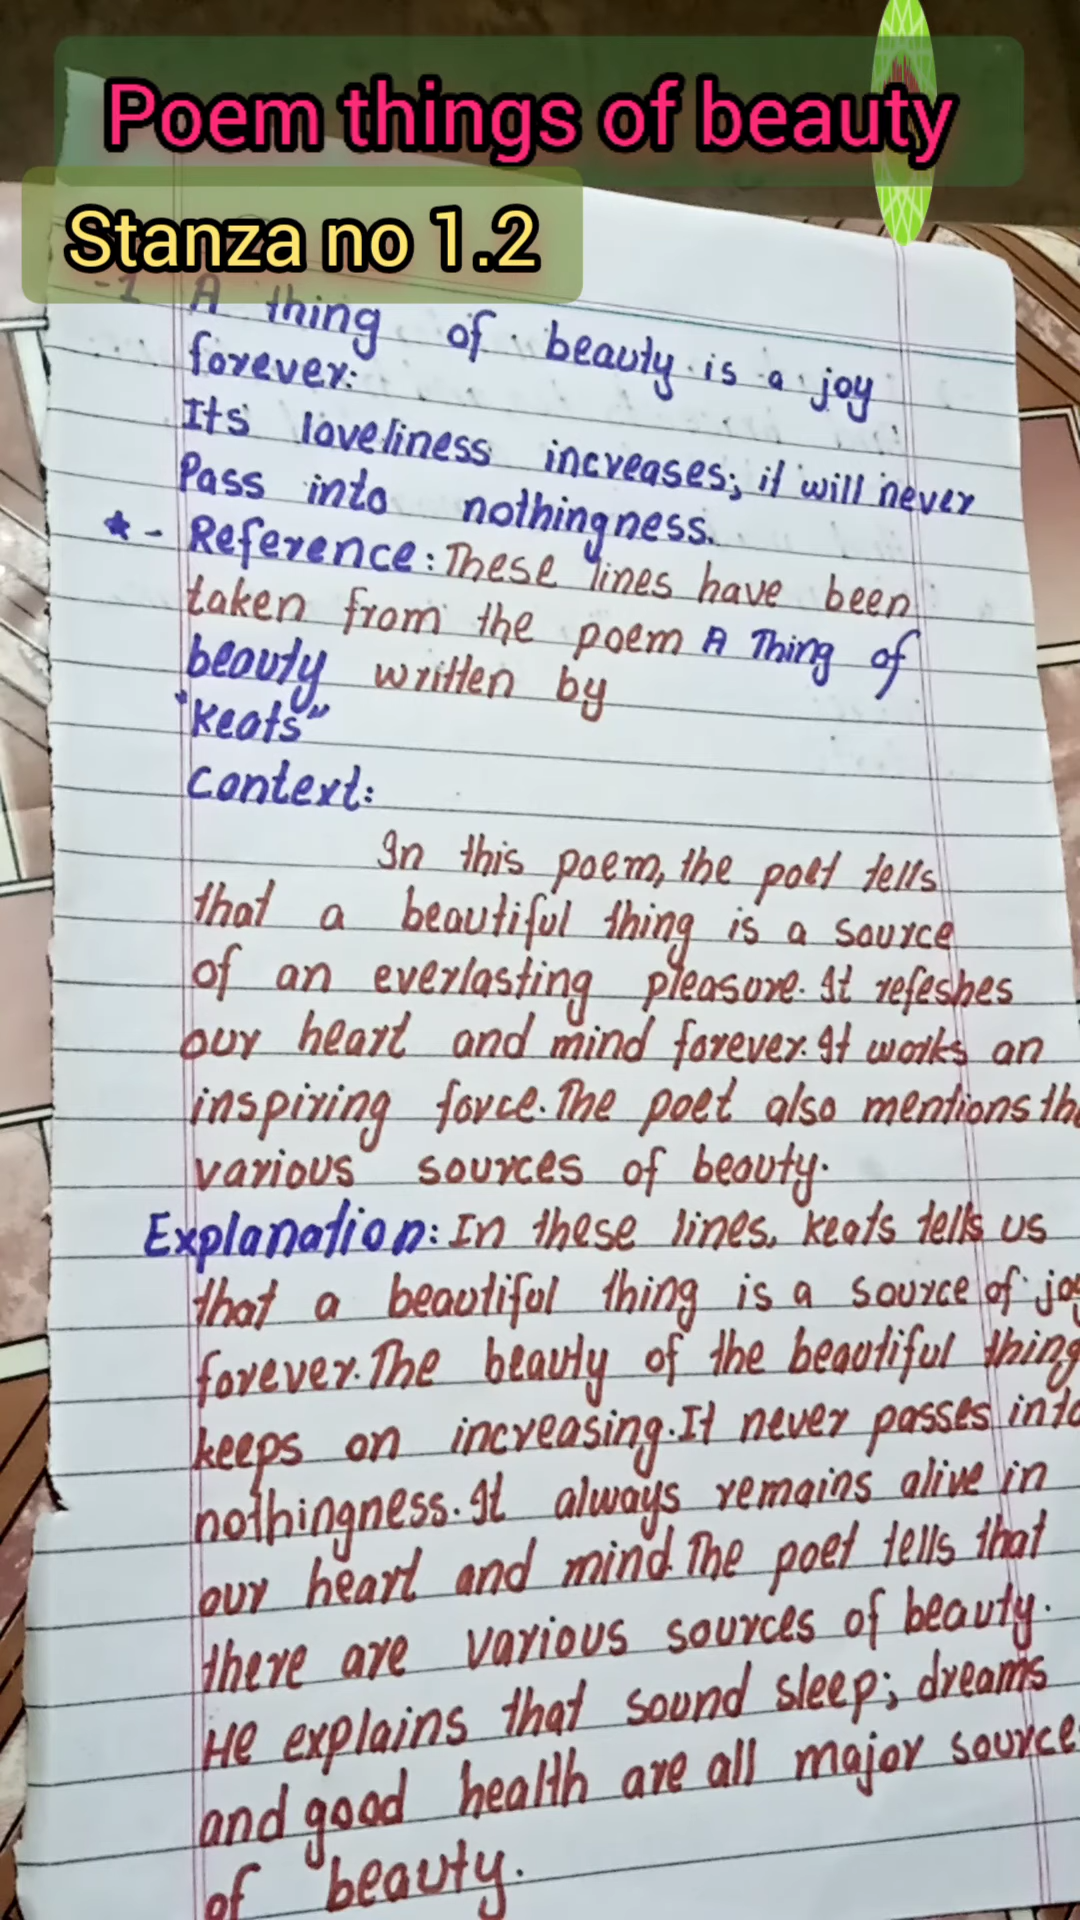 Poem things of beauty
Stanza no 1.2
-1 A thing of beauty is a joy
forever:
Its loveliness increases; it will never
Pass into nothingness.
* - Reference: These lines have been
taken from the poem A Thing of
beauty written by
"Keats"
Context:
In this poem, the poet tells
that a beautiful thing is a source
of an everlasting pleasure. It refeshes
our heart and mind forever. It works an
inspiring force. The poet also mentions th
various sources of beauty.
Explanation: In these lines, keats tells us
that a beautiful thing is a source of joy
forever. The beauty of the beautiful thing
keeps on increasing. It never passes into
nothingness. It always remains alive in
our heart and mind. The poet tells that
there are various sources of beauty.
He explains that sound sleep; dreams
and good health are all major source
of beauty.